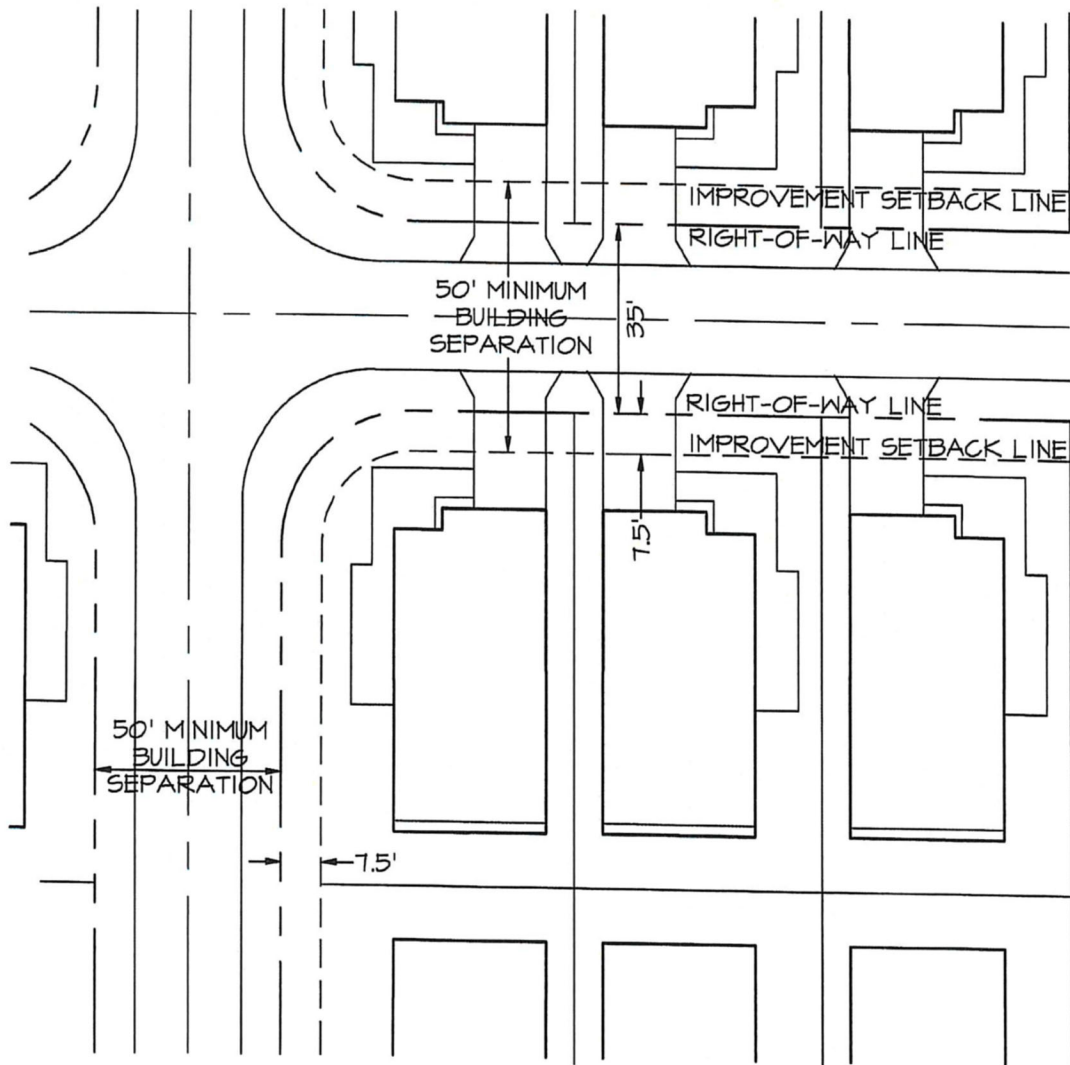 IMPROVEMENT SETBACK LINE
RIGHT-OF-WAY LINE
50' MINIMUM
BUILDING
SEPARATION
35'
RIGHT-OF-WAY LINE
IMPROVEMENT SETBACK LINE
7.5'
50' MINIMUM
BUILDING
SEPARATION
7.5'